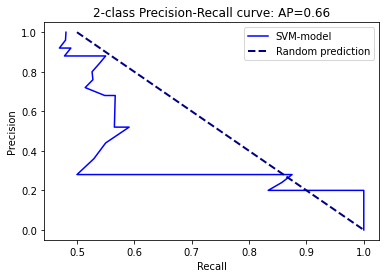 2-class Precision-Recall curve: AP=0.66
SVM-model
Random prediction
Precision
1.0
0.8
0.6
0.4
0.2
0.0
0.5 0.6 0.7 0.8 0.9 1.0
Recall